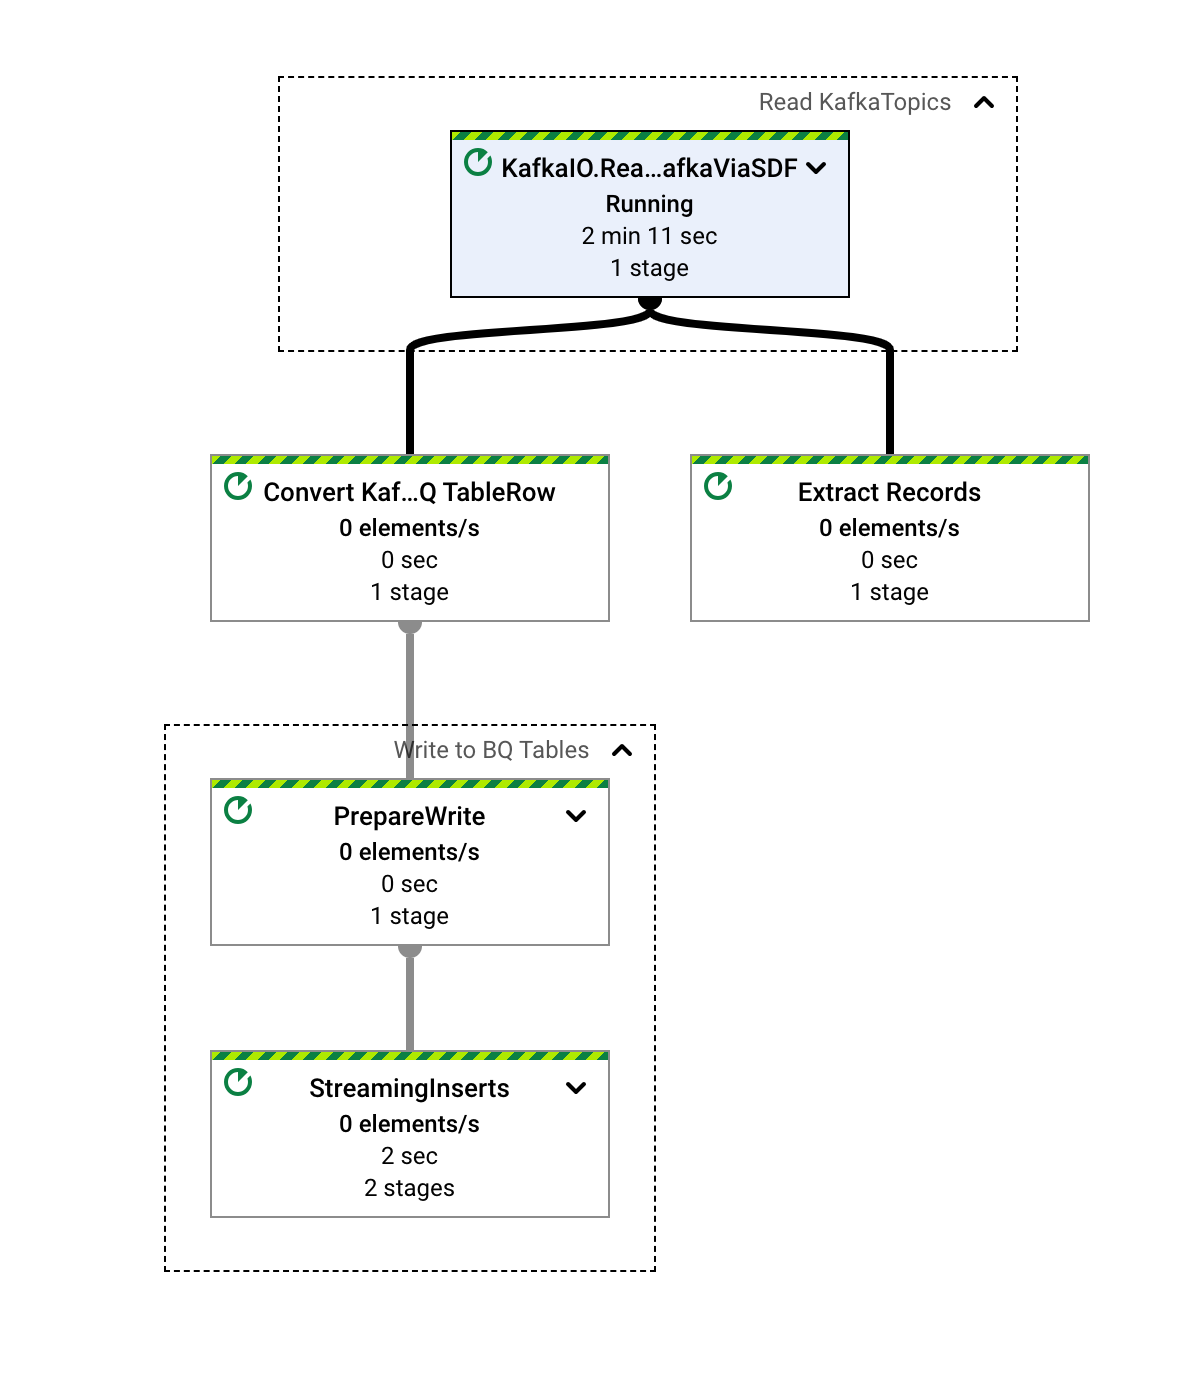 Read KafkaTopics
KafkaIO.Rea...afkaViaSDF
Running
2 min 11 sec
1 stage
Convert Kaf...Q TableRow
0 elements/s
0 sec
1 stage
Extract Records
0 elements/s
0 sec
1 stage
Write to BQ Tables
PrepareWrite
0 elements/s
0 sec
1 stage
StreamingInserts
0 elements/s
2 sec
2 stages